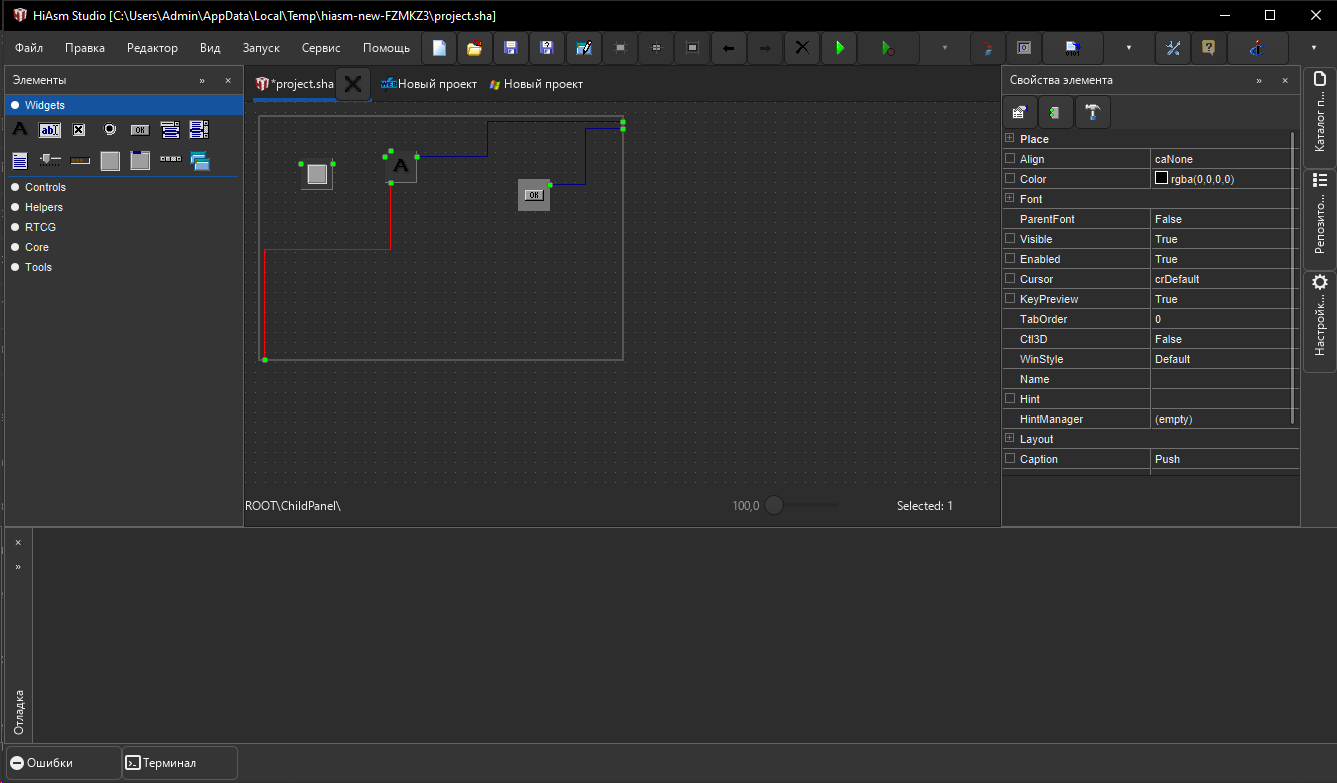 HiAsm Studio [C:\Users\Admin\AppData\Local\Temp\hiasm-new-FZMKZ3\project.sha]
Файл Правка Редактор Вид Запуск Сервис Помощь
Элементы » ×
Widgets
A ab| OK
Controls
Helpers
RTCG
Core
Tools
*project.sha Новый проект Новый проект
A
OK
ROOT\ChildPanel\ 100,0 Selected: 1
Свойства элемента » ×
Place
Align caNone
Color rgba(0,0,0,0)
Font
ParentFont False
Visible True
Enabled True
Cursor crDefault
KeyPreview True
TabOrder 0
Ctl3D False
WinStyle Default
Name
Hint
HintManager (empty)
Layout
Caption Push
Каталог п...
Репозито...
Настройк...
Отладка
Ошибки Терминал